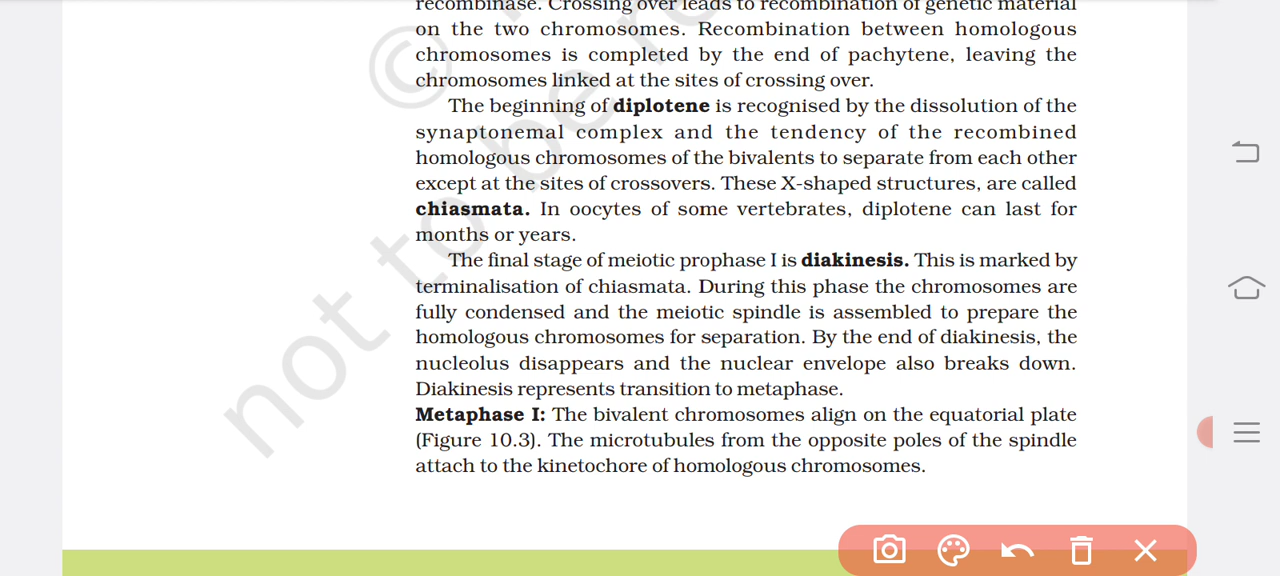 recombinase. Crossing over leads to recombination of genetic material
on the two chromosomes. Recombination between homologous
chromosomes is completed by the end of pachytene, leaving the
chromosomes linked at the sites of crossing over.
The beginning of diplotene is recognised by the dissolution of the
synaptonemal complex and the tendency of the recombined
homologous chromosomes of the bivalents to separate from each other
except at the sites of crossovers. These X-shaped structures, are called
chiasmata. In oocytes of some vertebrates, diplotene can last for
months or years.
The final stage of meiotic prophase I is diakinesis. This is marked by
terminalisation of chiasmata. During this phase the chromosomes are
fully condensed and the meiotic spindle is assembled to prepare the
homologous chromosomes for separation. By the end of diakinesis, the
nucleolus disappears and the nuclear envelope also breaks down.
Diakinesis represents transition to metaphase.
Metaphase I: The bivalent chromosomes align on the equatorial plate
(Figure 10.3). The microtubules from the opposite poles of the spindle
attach to the kinetochore of homologous chromosomes.
©
not to be re